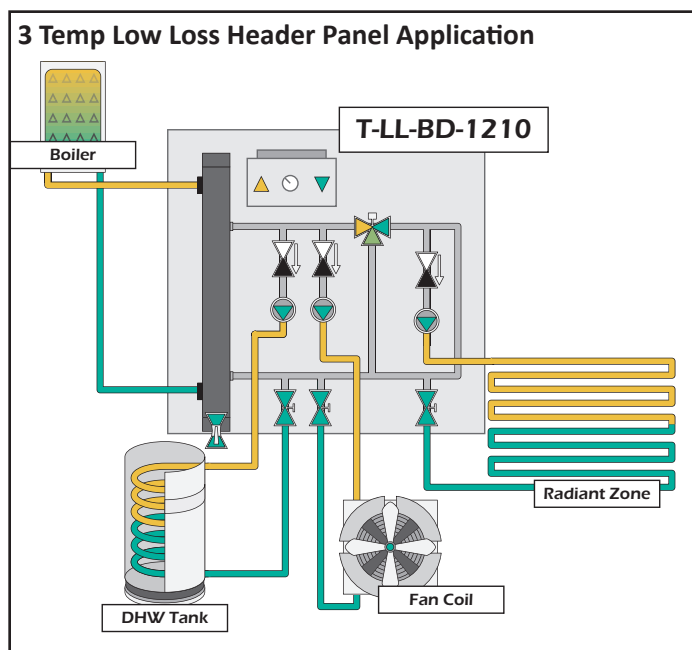 3 Temp Low Loss Header Panel Application
T-LL-BD-1210
Boiler
Radiant Zone
Fan Coil
DHW Tank